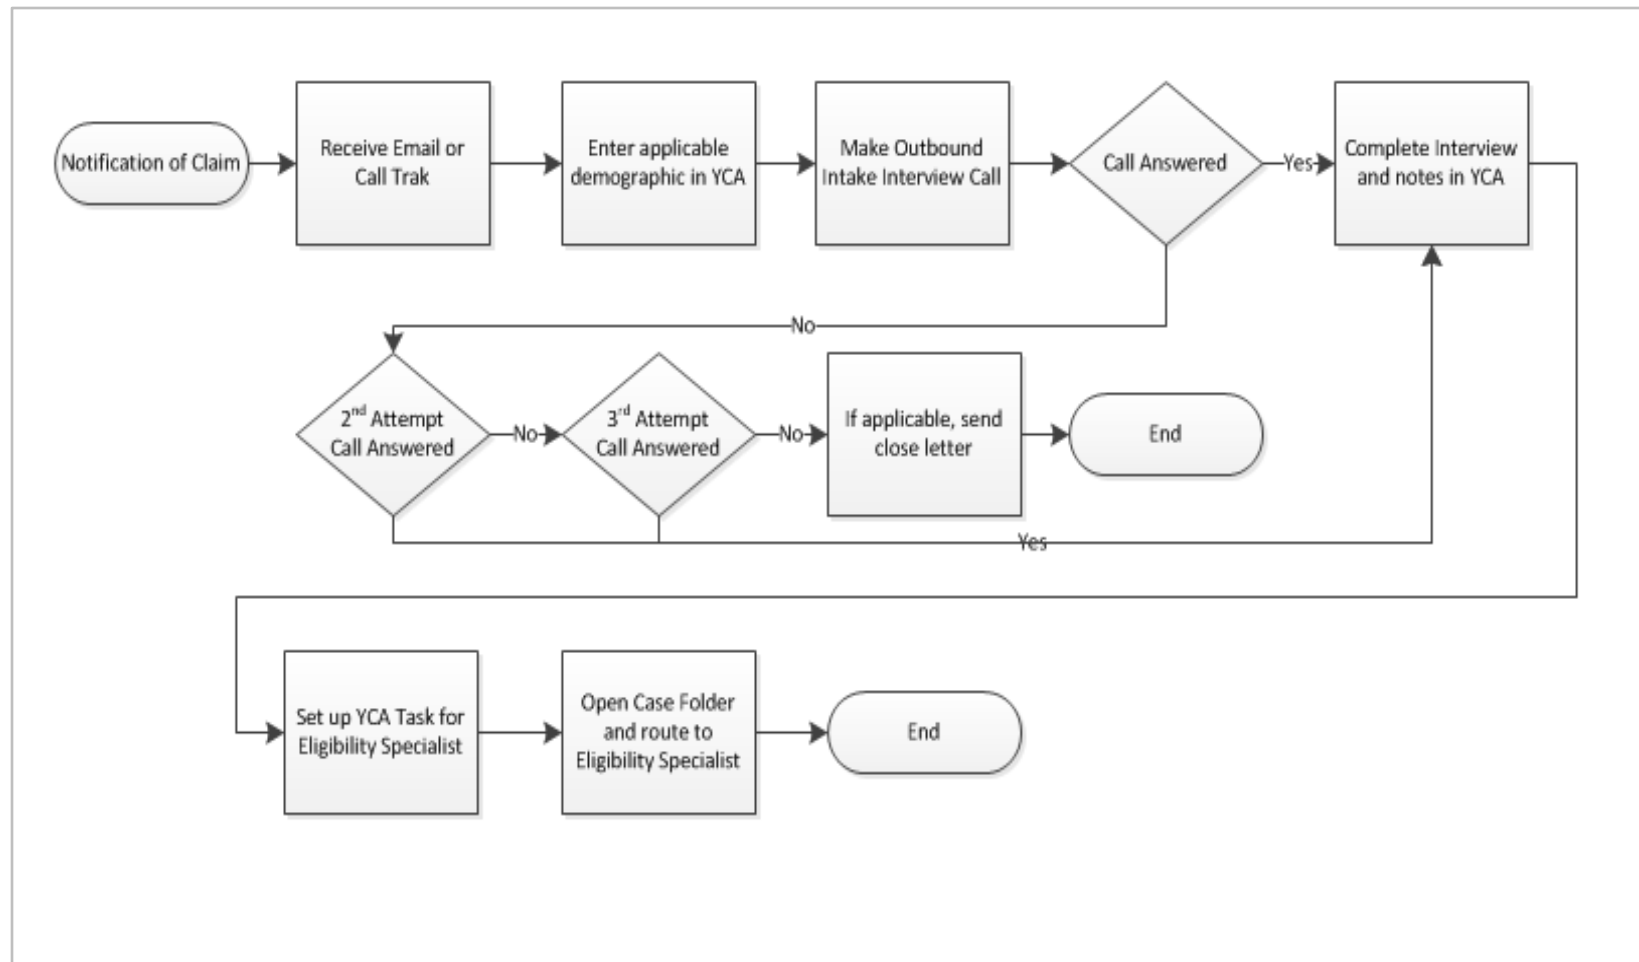 Notification of Claim
Receive Email or
Call Trak
Enter applicable
demographic in YCA
Make Outbound
Intake Interview Call
Call Answered
Yes
Complete Interview
and notes in YCA
No
2nd Attempt
Call Answered
No
3rd Attempt
Call Answered
No
If applicable, send
close letter
End
Yes
Set up YCA Task for
Eligibility Specialist
Open Case Folder
and route to
Eligibility Specialist
End